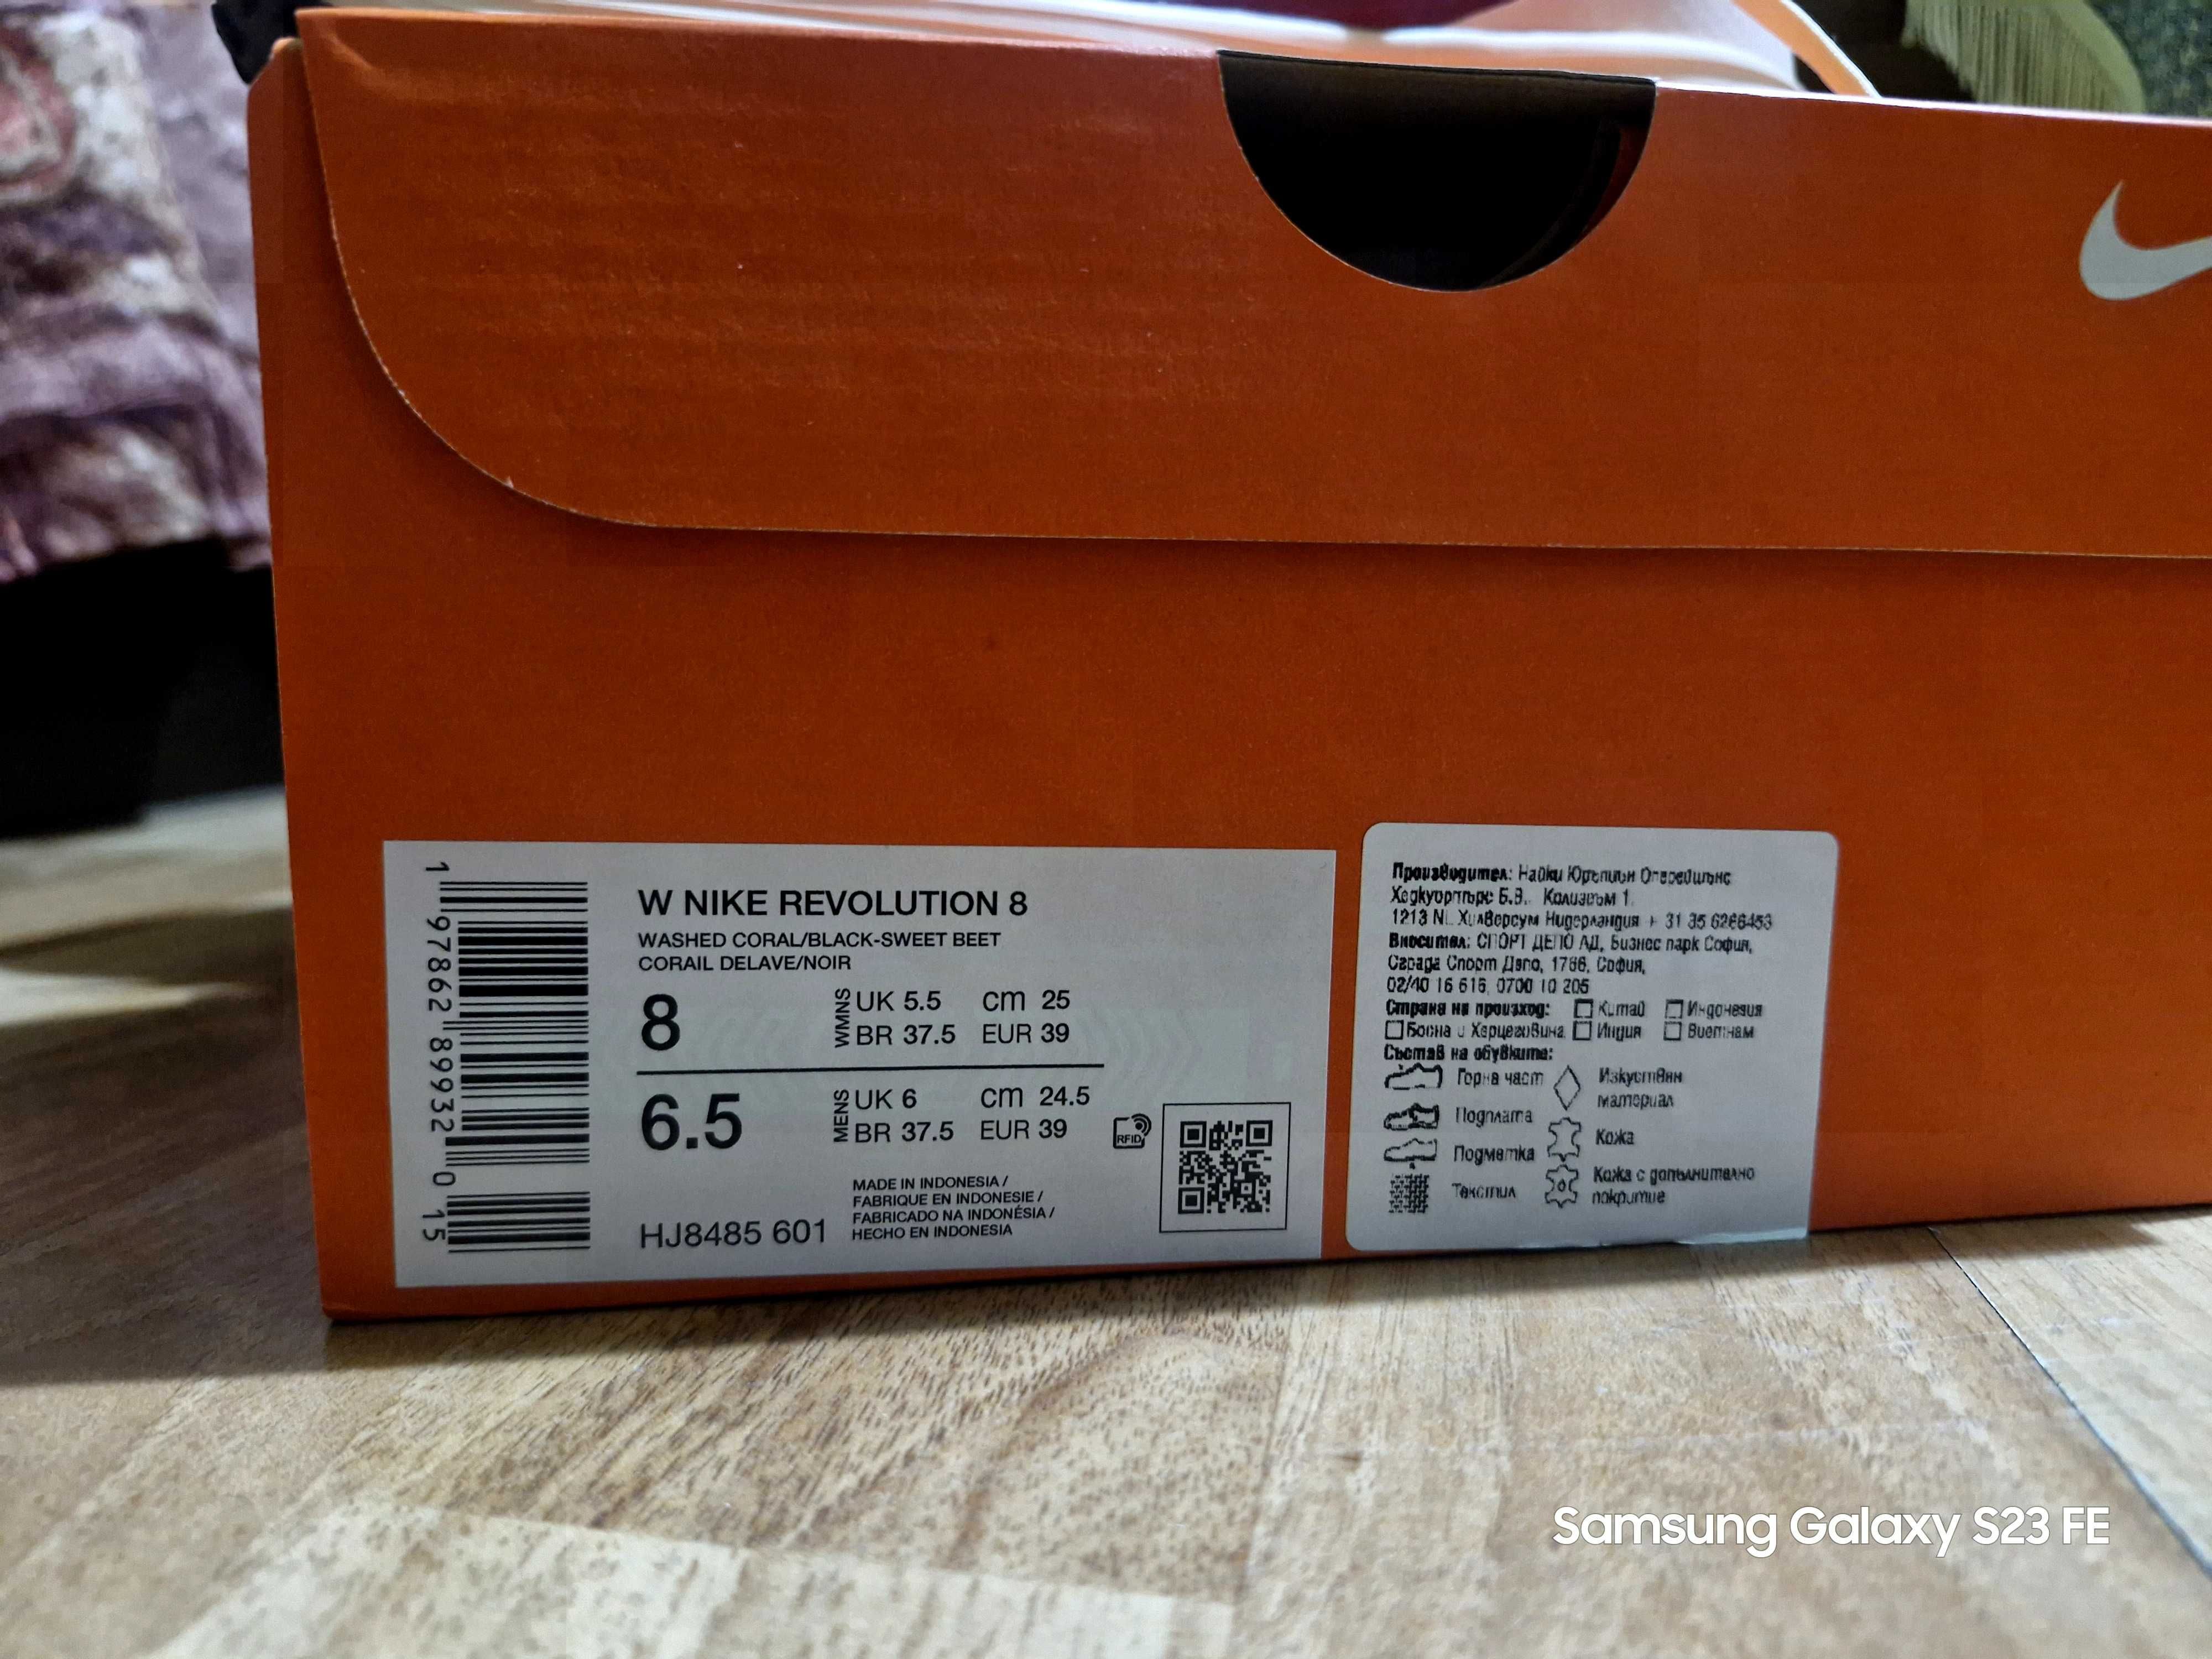 W NIKE REVOLUTION 8
WASHED CORAL/BLACK-SWEET BEET
CORAIL DELAVE/NOIR
8
WMNS
UK 5.5 cm 25
BR 37.5 EUR 39
6.5
MENS
UK 6 cm 24.5
BR 37.5 EUR 39
RFID
MADE IN INDONESIA /
FABRIQUE EN INDONESIE /
FABRICADO NA INDONÉSIA /
HECHO EN INDONESIA
HJ8485 601
1 97862 89932 0 15
Производител: Найки Юръпиън Оперейшънс
Хедкуортърс Б.В. Колизеъм 1
1213 NL Хилверсум Нидерландия + 31 35 6266453
Вносител: СПОРТ ДЕПО АД, Бизнес парк София,
Сграда Спорт Депо, 1766, София,
02/40 16 616, 0700 10 205
Страна на произход: Китай Индонезия
Босна и Херцеговина Индия Виетнам
Състав на обувките:
Горна част Изкуствен
материал
Подплата
Кожа
Подметка
Кожа с допълнително
покритие
Текстил
Samsung Galaxy S23 FE